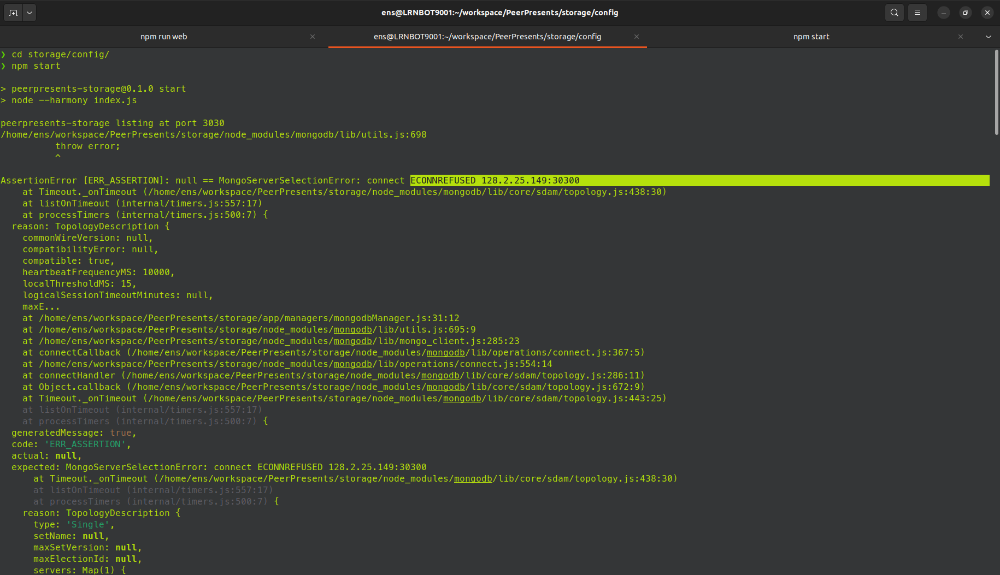 ens@LRNBOT9001:~/workspace/PeerPresents/storage/config
npm run web
ens@LRNBOT9001:~/workspace/PeerPresents/storage/config
npm start
❯ cd storage/config/
❯ npm start
> peerpresents-storage@0.1.0 start
> node --harmony index.js
peerpresents-storage listing at port 3030
/home/ens/workspace/PeerPresents/storage/node_modules/mongodb/lib/utils.js:698
throw error;
^
AssertionError [ERR_ASSERTION]: null == MongoServerSelectionError: connect ECONNREFUSED 128.2.25.149:30300
at Timeout._onTimeout (/home/ens/workspace/PeerPresents/storage/node_modules/mongodb/lib/core/sdam/topology.js:438:30)
at listOnTimeout (internal/timers.js:557:17)
at processTimers (internal/timers.js:500:7) {
reason: TopologyDescription {
commonWireVersion: null,
compatibilityError: null,
compatible: true,
heartbeatFrequencyMS: 10000,
localThresholdMS: 15,
logicalSessionTimeoutMinutes: null,
maxE...
at /home/ens/workspace/PeerPresents/storage/app/managers/mongodbManager.js:31:12
at /home/ens/workspace/PeerPresents/storage/node_modules/mongodb/lib/utils.js:695:9
at /home/ens/workspace/PeerPresents/storage/node_modules/mongodb/lib/mongo_client.js:285:23
at connectCallback (/home/ens/workspace/PeerPresents/storage/node_modules/mongodb/lib/operations/connect.js:367:5)
at /home/ens/workspace/PeerPresents/storage/node_modules/mongodb/lib/operations/connect.js:554:14
at connectHandler (/home/ens/workspace/PeerPresents/storage/node_modules/mongodb/lib/core/sdam/topology.js:286:11)
at Object.callback (/home/ens/workspace/PeerPresents/storage/node_modules/mongodb/lib/core/sdam/topology.js:672:9)
at Timeout._onTimeout (/home/ens/workspace/PeerPresents/storage/node_modules/mongodb/lib/core/sdam/topology.js:443:25)
at listOnTimeout (internal/timers.js:557:17)
at processTimers (internal/timers.js:500:7) {
generatedMessage: true,
code: 'ERR_ASSERTION',
actual: null,
expected: MongoServerSelectionError: connect ECONNREFUSED 128.2.25.149:30300
at Timeout._onTimeout (/home/ens/workspace/PeerPresents/storage/node_modules/mongodb/lib/core/sdam/topology.js:438:30)
at listOnTimeout (internal/timers.js:557:17)
at processTimers (internal/timers.js:500:7) {
reason: TopologyDescription {
type: 'Single',
setName: null,
maxSetVersion: null,
maxElectionId: null,
servers: Map(1) {